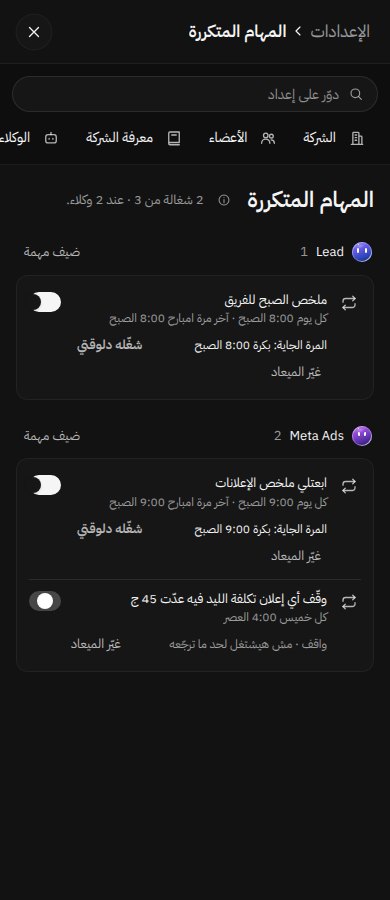 الإعدادات › المهام المتكررة
دوّر على إعداد
الشركة الأعضاء معرفة الشركة الوكلاء
المهام المتكررة 2 شغالة من 3 · عند 2 وكلاء.
Lead 1 ضيف مهمة
ملخص الصبح للفريق
كل يوم 8:00 الصبح · آخر مرة امبارح 8:00 الصبح
المرة الجاية: بكرة 8:00 الصبح شغّله دلوقتي
غيّر الميعاد
Meta Ads 2 ضيف مهمة
ابعتلي ملخص الإعلانات
كل يوم 9:00 الصبح · آخر مرة امبارح 9:00 الصبح
المرة الجاية: بكرة 9:00 الصبح شغّله دلوقتي
غيّر الميعاد
وقّف أي إعلان تكلفة الليد فيه عدّت 45 ج
كل خميس 4:00 العصر
واقف · مش هيشتغل لحد ما ترجّعه غيّر الميعاد